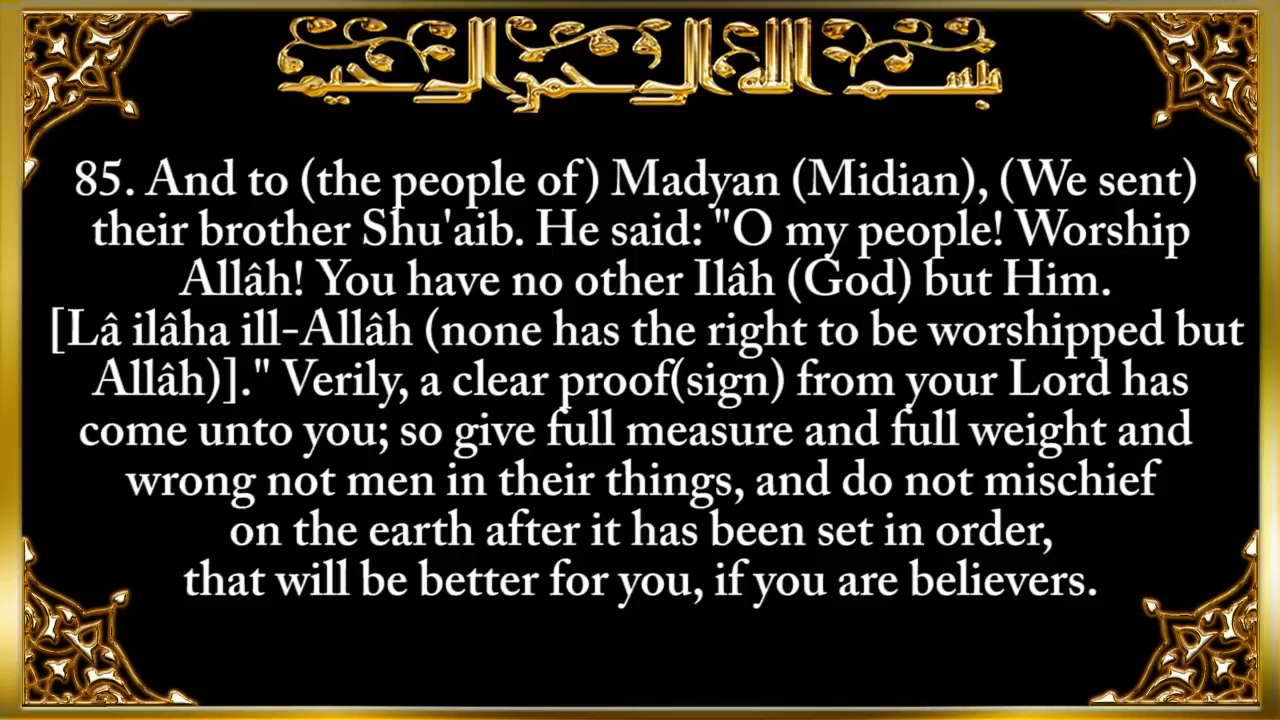 بسم الله الرحمن الرحيم
85. And to (the people of) Madyan (Midian), (We sent)
their brother Shu'aib. He said: "O my people! Worship
Allâh! You have no other Ilâh (God) but Him.
[Lâ ilâha ill-Allâh (none has the right to be worshipped but
Allâh)]." Verily, a clear proof(sign) from your Lord has
come unto you; so give full measure and full weight and
wrong not men in their things, and do not mischief
on the earth after it has been set in order,
that will be better for you, if you are believers.